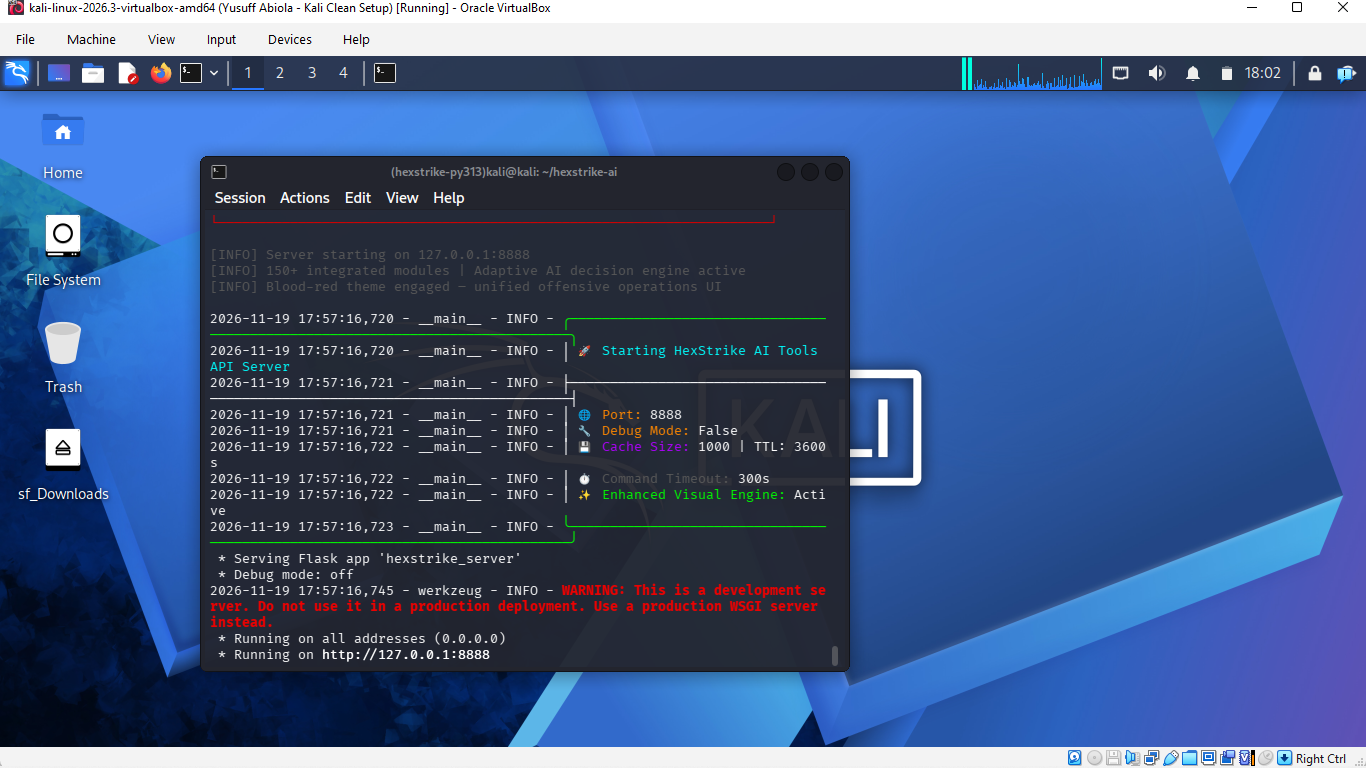 kali-linux-2026.3-virtualbox-amd64 (Yusuff Abiola - Kali Clean Setup) [Running] - Oracle VirtualBox
File Machine View Input Devices Help
1 2 3 4 18:02
Home
File System
Trash
sf_Downloads
(hexstrike-py313)kali@kali: ~/hexstrike-ai
Session Actions Edit View Help
[INFO] Server starting on 127.0.0.1:8888
[INFO] 150+ integrated modules | Adaptive AI decision engine active
[INFO] Blood-red theme engaged — unified offensive operations UI
2026-11-19 17:57:16,720 - __main__ - INFO -
2026-11-19 17:57:16,720 - __main__ - INFO - │ 🚀 Starting HexStrike AI Tools
API Server
2026-11-19 17:57:16,721 - __main__ - INFO -
2026-11-19 17:57:16,721 - __main__ - INFO - │ 🌐 Port: 8888
2026-11-19 17:57:16,721 - __main__ - INFO - │ 🔧 Debug Mode: False
2026-11-19 17:57:16,722 - __main__ - INFO - │ 💾 Cache Size: 1000 | TTL: 3600
s
2026-11-19 17:57:16,722 - __main__ - INFO - │ ⏱️ Command Timeout: 300s
2026-11-19 17:57:16,722 - __main__ - INFO - │ ✨ Enhanced Visual Engine: Acti
ve
2026-11-19 17:57:16,723 - __main__ - INFO -
* Serving Flask app 'hexstrike_server'
* Debug mode: off
2026-11-19 17:57:16,745 - werkzeug - INFO - WARNING: This is a development se
rver. Do not use it in a production deployment. Use a production WSGI server
instead.
* Running on all addresses (0.0.0.0)
* Running on http://127.0.0.1:8888
KALI
Right Ctrl